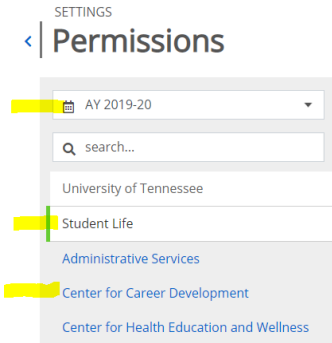 SETTINGS
Permissions
AY 2019-20
search...
University of Tennessee
Student Life
Administrative Services
Center for Career Development
Center for Health Education and Wellness